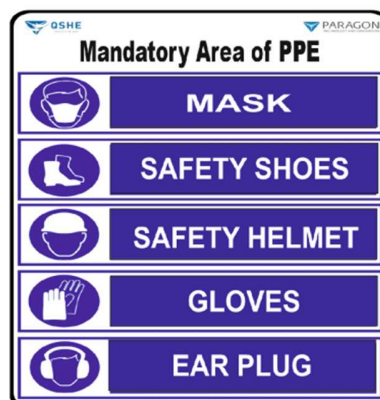 QSHE
PARAGON
Mandatory Area of PPE
MASK
SAFETY SHOES
SAFETY HELMET
GLOVES
EAR PLUG